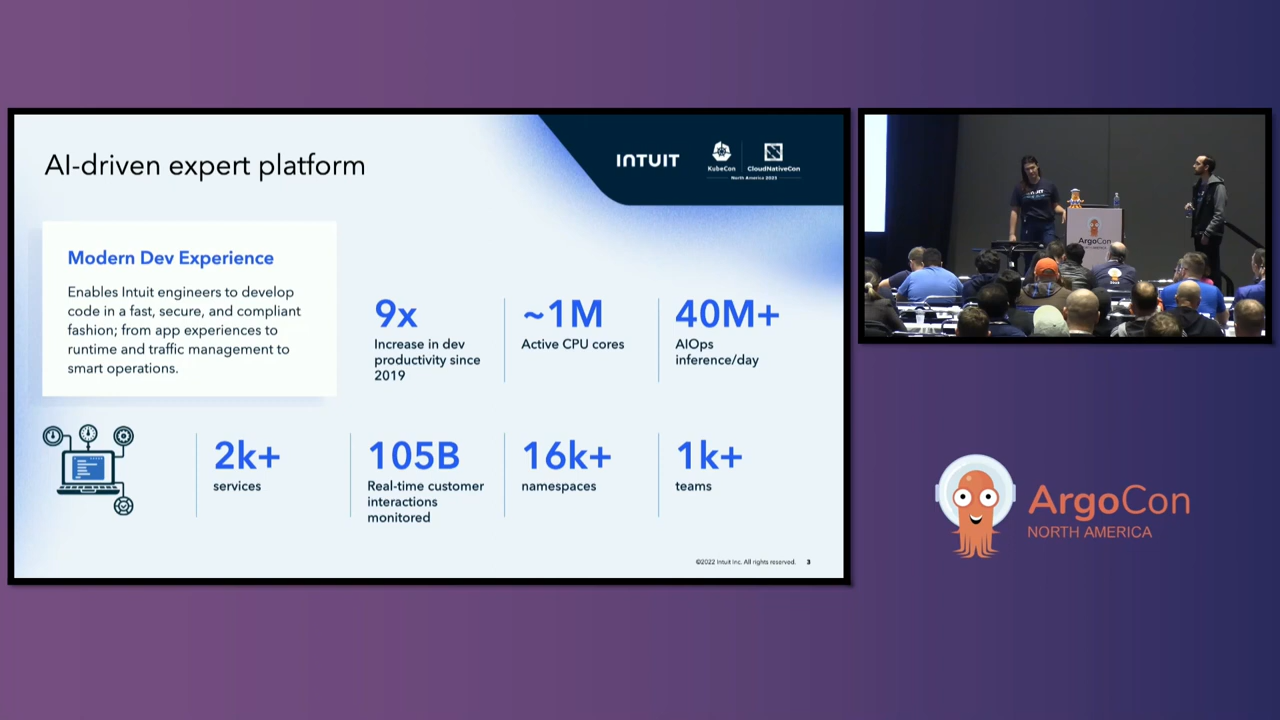 AI-driven expert platform
INTUIT
KubeCon
CloudNativeCon
North America 2023
Modern Dev Experience
Enables Intuit engineers to develop
code in a fast, secure, and compliant
fashion; from app experiences to
runtime and traffic management to
smart operations.
9x
Increase in dev
productivity since
2019
~1M
Active CPU cores
40M+
AIOps
inference/day
2k+
services
105B
Real-time customer
interactions
monitored
16k+
namespaces
1k+
teams
©2022 Intuit Inc. All rights reserved.
3
ArgoCon
ArgoCon
NORTH AMERICA